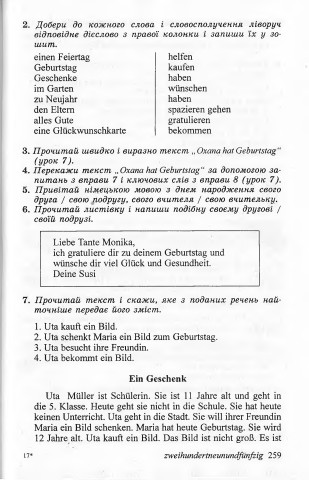 2. Добери до кожного слова і словосполучення ліворуч
відповідне дієслово з правої колонки і запиши їх у зо-
шит.
einen Feiertag helfen
Geburtstag kaufen
Geschenke haben
im Garten wünschen
zu Neujahr haben
den Eltern spazieren gehen
alles Gute gratulieren
eine Glückwunschkarte bekommen
3. Прочитай швидко і виразно текст „Oxana hat Geburtstag"
(урок 7).
4. Перекажи текст „Oxana hat Geburtstag" за допомогою за-
питань з вправи 7 і ключових слів з вправи 8 (урок 7).
5. Привітай німецькою мовою з днем народження свого
друга / свою подругу, свого вчителя / свою вчительку.
6. Прочитай листівку і напиши подібну своєму другові /
своїй подрузі.
Liebe Tante Monika,
ich gratuliere dir zu deinem Geburtstag und
wünsche dir viel Glück und Gesundheit.
Deine Susi
7. Прочитай текст і скажи, яке з поданих речень най-
точніше передає його зміст.
1. Uta kauft ein Bild.
2. Uta schenkt Maria ein Bild zum Geburtstag.
3. Uta besucht ihre Freundin.
4. Uta bekommt ein Bild.
Ein Geschenk
Uta Müller ist Schülerin. Sie ist 11 Jahre alt und geht in
die 5. Klasse. Heute geht sie nicht in die Schule. Sie hat heute
keinen Unterricht. Uta geht in die Stadt. Sie will ihrer Freundin
Maria ein Bild schenken. Maria hat heute Geburtstag. Sie wird
12 Jahre alt. Uta kauft ein Bild. Das Bild ist nicht groß. Es ist
17* zweihundertneunundfünfzig 259